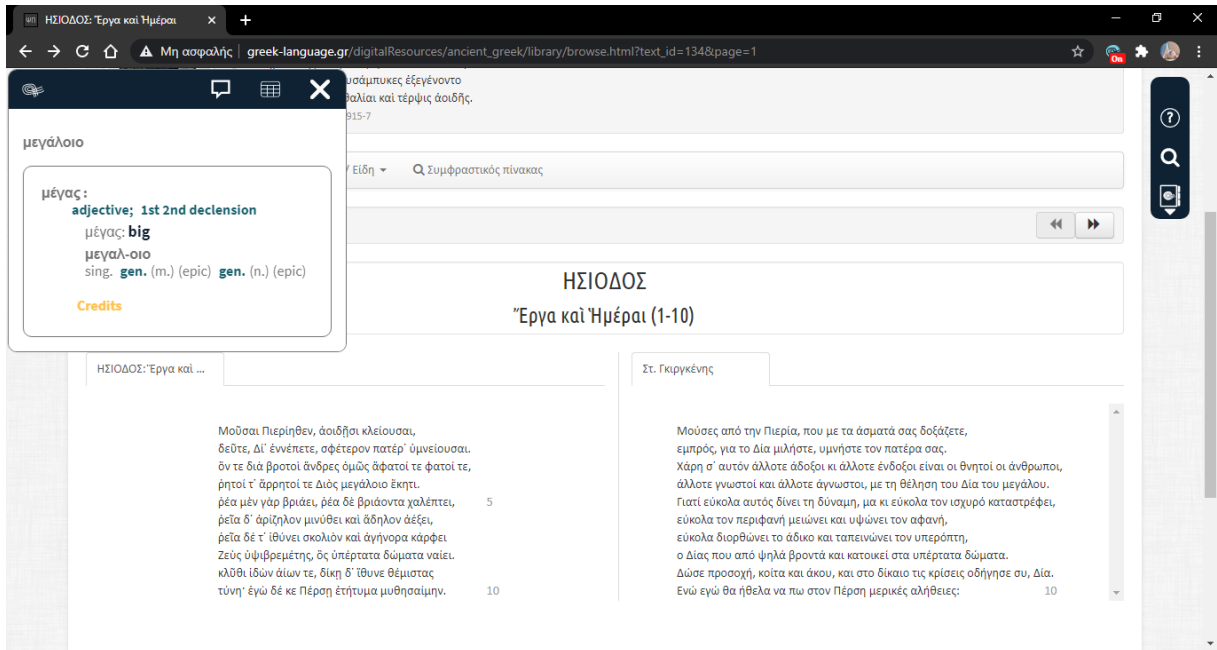 ΗΣΙΟΔΟΣ: Έργα καὶ Ἡμέραι
Μη ασφαλής | greek-language.gr/digitalResources/ancient_greek/library/browse.html?text_id=134&page=1
On
υσάμπυκες ἐξεγένοντο
θαλίαι καὶ τέρψις ἀοιδῆς.
915-7
μεγάλοιο
/ Είδη
Συμφραστικός πίνακας
μέγας :
adjective; 1st 2nd declension
μέγας: big
μεγαλ-οιο
sing. gen. (m.) (epic) gen. (n.) (epic)
Credits
ΗΣΙΟΔΟΣ
Ἔργα καὶ Ἡμέραι (1-10)
ΗΣΙΟΔΟΣ: Ἔργα καὶ ...
Στ. Γκιργκένης
Μοῦσαι Πιερίηθεν, ἀοιδῇσι κλείουσαι,
δεῦτε, Δί᾽ ἐννέπετε, σφέτερον πατέρ᾽ ὑμνείουσαι.
ὅν τε διὰ βροτοὶ ἄνδρες ὁμῶς ἄφατοί τε φατοί τε,
ῥητοί τ᾽ ἄρρητοί τε Διὸς μεγάλοιο ἕκητι.
ῥέα μὲν γὰρ βριάει, ῥέα δὲ βριάοντα χαλέπτει, 5
ῥεῖα δ᾽ ἀρίζηλον μινύθει καὶ ἄδηλον ἀέξει,
ῥεῖα δέ τ᾽ ἰθύνει σκολιὸν καὶ ἀγήνορα κάρφει
Ζεὺς ὑψιβρεμέτης, ὃς ὑπέρτατα δώματα ναίει.
κλῦθι ἰδὼν ἀίων τε, δίκῃ δ᾽ ἴθυνε θέμιστας
τύνη· ἐγὼ δέ κε Πέρσῃ ἐτήτυμα μυθησαίμην. 10
Μούσες από την Πιερία, που με τα άσματά σας δοξάζετε,
εμπρός, για το Δία μιλήστε, υμνήστε τον πατέρα σας.
Χάρη σ᾽ αυτόν άλλοτε άδοξοι κι άλλοτε ένδοξοι είναι οι θνητοί οι άνθρωποι,
άλλοτε γνωστοί και άλλοτε άγνωστοι, με τη θέληση του Δία του μεγάλου.
Γιατί εύκολα αυτός δίνει τη δύναμη, μα κι εύκολα τον ισχυρό καταστρέφει,
εύκολα τον περιφανή μειώνει και υψώνει τον αφανή,
εύκολα διορθώνει το άδικο και ταπεινώνει τον υπερόπτη,
ο Δίας που από ψηλά βροντά και κατοικεί στα υπέρτατα δώματα.
Δώσε προσοχή, κοίτα και άκου, και στο δίκαιο τις κρίσεις οδήγησε συ, Δία.
Ενώ εγώ θα ήθελα να πω στον Πέρση μερικές αλήθειες: 10